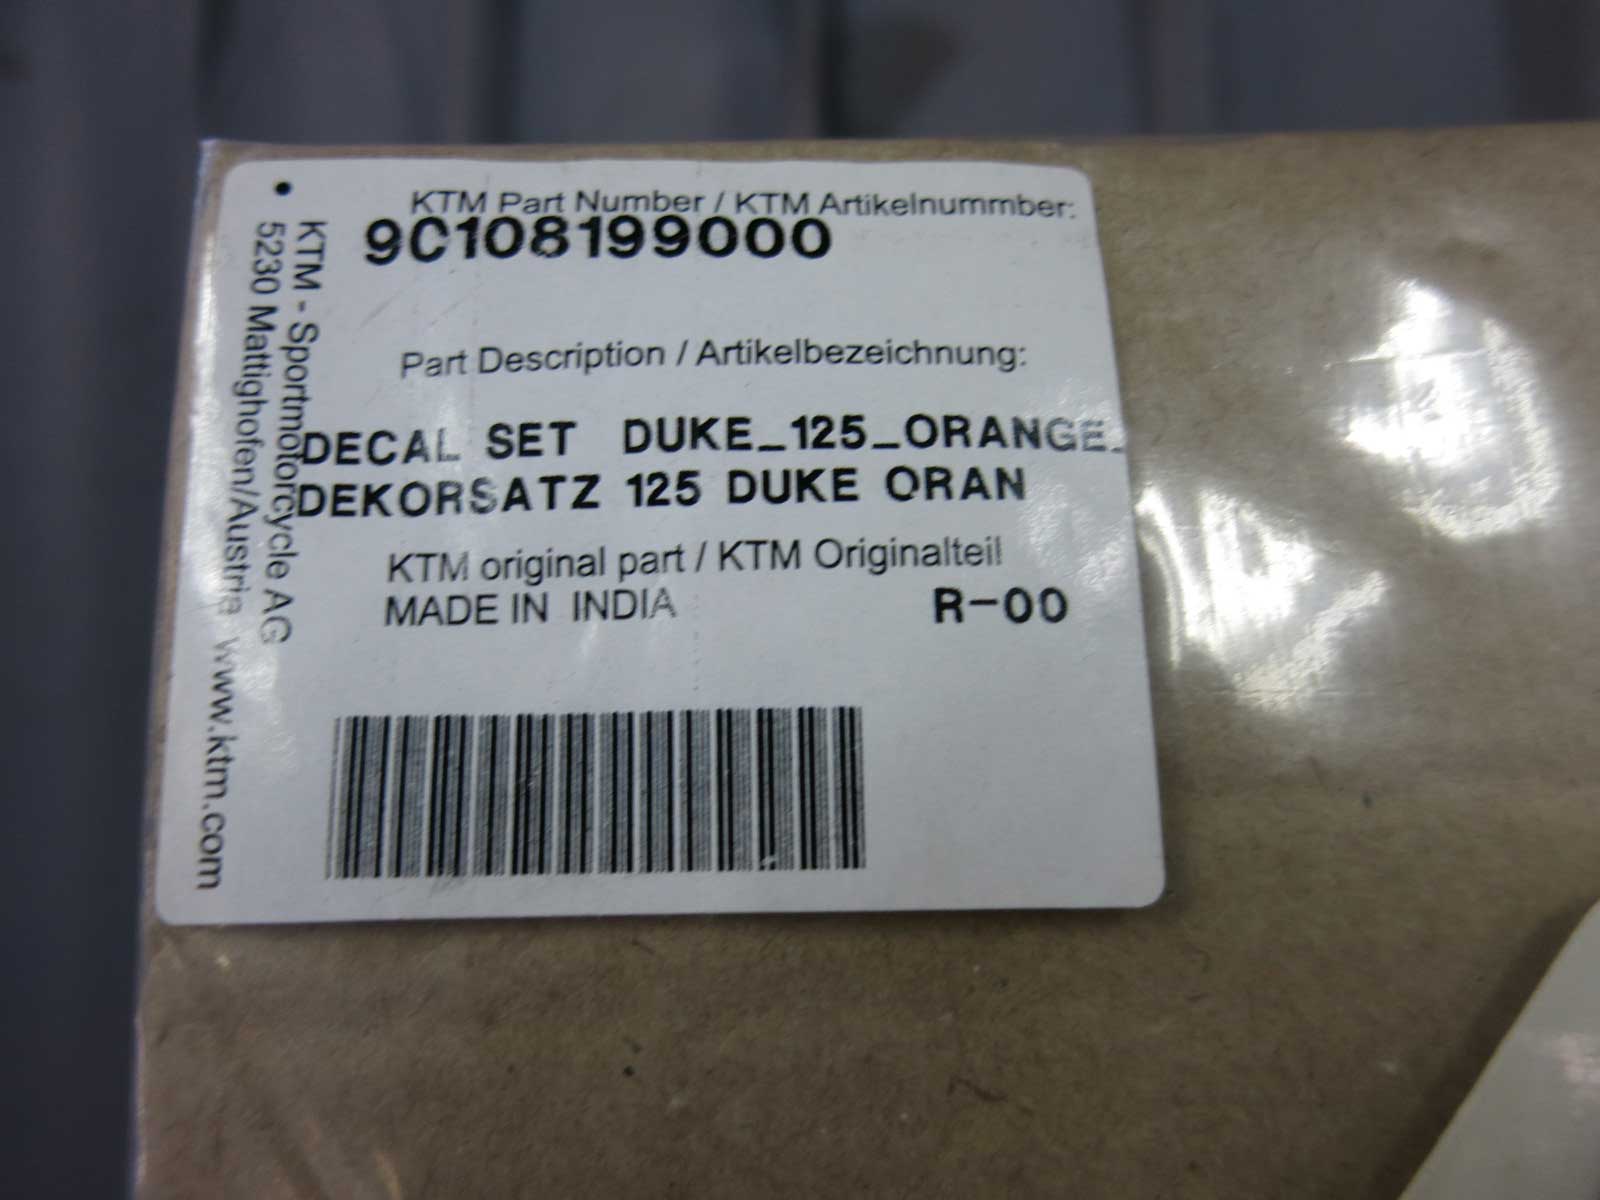 KTM Part Number / KTM Artikelnummber:
9C108199000
Part Description / Artikelbezeichnung:
DECAL SET DUKE_125_ORANGE_
DEKORSATZ 125 DUKE ORAN
KTM original part / KTM Originalteil
MADE IN INDIA R-00
KTM - Sportmotorcycle AG
5230 Mattighofen/Austria www.ktm.com